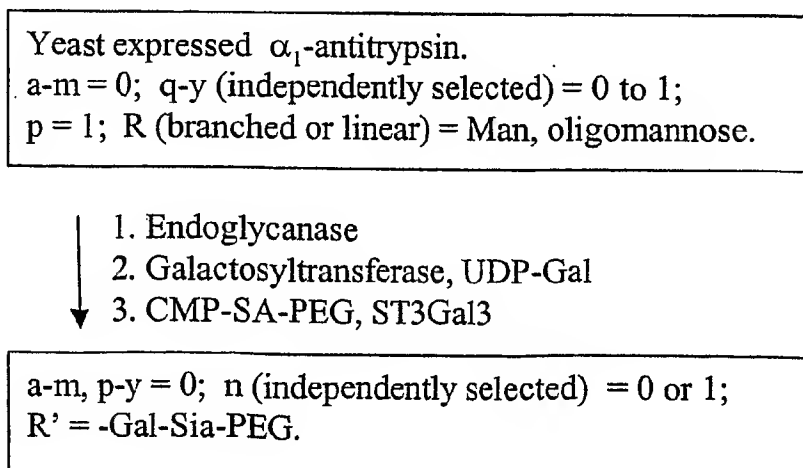 Yeast expressed α₁-antitrypsin.
a-m = 0; q-y (independently selected) = 0 to 1;
p = 1; R (branched or linear) = Man, oligomannose.
1. Endoglycanase
2. Galactosyltransferase, UDP-Gal
3. CMP-SA-PEG, ST3Gal3
a-m, p-y = 0; n (independently selected) = 0 or 1;
R’ = -Gal-Sia-PEG.